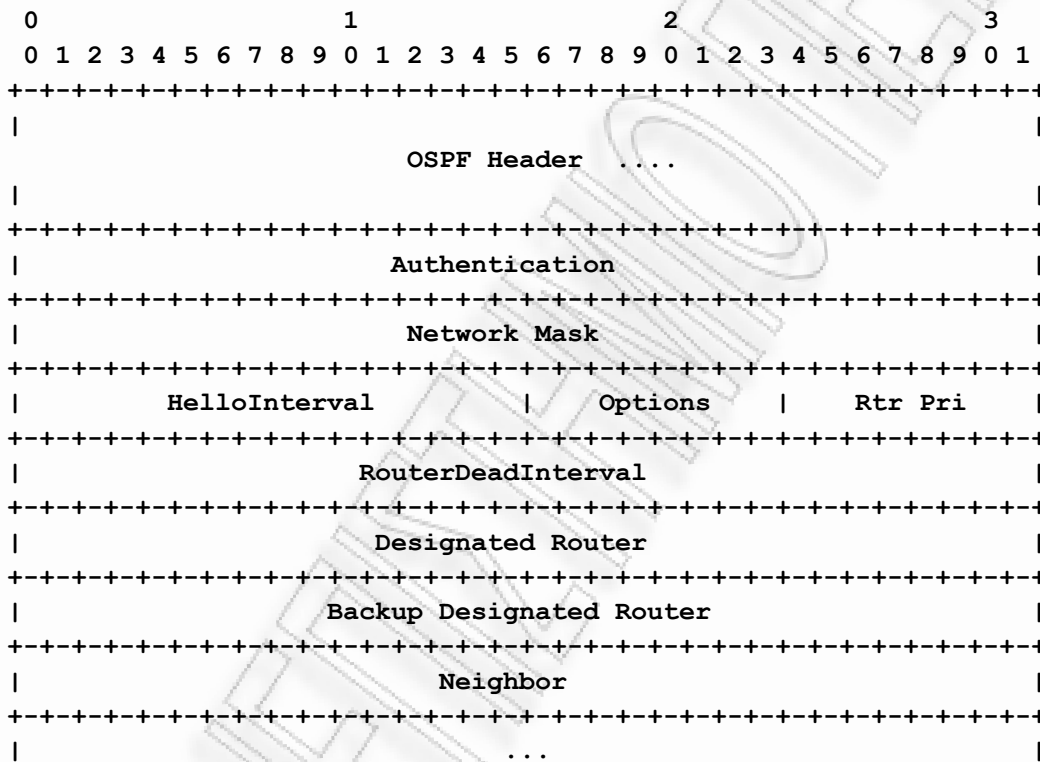 0                   1                   2                   3
0 1 2 3 4 5 6 7 8 9 0 1 2 3 4 5 6 7 8 9 0 1 2 3 4 5 6 7 8 9 0 1
+-+-+-+-+-+-+-+-+-+-+-+-+-+-+-+-+-+-+-+-+-+-+-+-+-+-+-+-+-+-+-+-+
| |
OSPF Header ....
| |
+-+-+-+-+-+-+-+-+-+-+-+-+-+-+-+-+-+-+-+-+-+-+-+-+-+-+-+-+-+-+-+-+
| Authentication |
+-+-+-+-+-+-+-+-+-+-+-+-+-+-+-+-+-+-+-+-+-+-+-+-+-+-+-+-+-+-+-+-+
| Network Mask |
+-+-+-+-+-+-+-+-+-+-+-+-+-+-+-+-+-+-+-+-+-+-+-+-+-+-+-+-+-+-+-+-+
| HelloInterval | Options | Rtr Pri |
+-+-+-+-+-+-+-+-+-+-+-+-+-+-+-+-+-+-+-+-+-+-+-+-+-+-+-+-+-+-+-+-+
| RouterDeadInterval |
+-+-+-+-+-+-+-+-+-+-+-+-+-+-+-+-+-+-+-+-+-+-+-+-+-+-+-+-+-+-+-+-+
| Designated Router |
+-+-+-+-+-+-+-+-+-+-+-+-+-+-+-+-+-+-+-+-+-+-+-+-+-+-+-+-+-+-+-+-+
| Backup Designated Router |
+-+-+-+-+-+-+-+-+-+-+-+-+-+-+-+-+-+-+-+-+-+-+-+-+-+-+-+-+-+-+-+-+
| Neighbor |
+-+-+-+-+-+-+-+-+-+-+-+-+-+-+-+-+-+-+-+-+-+-+-+-+-+-+-+-+-+-+-+-+
| ... |